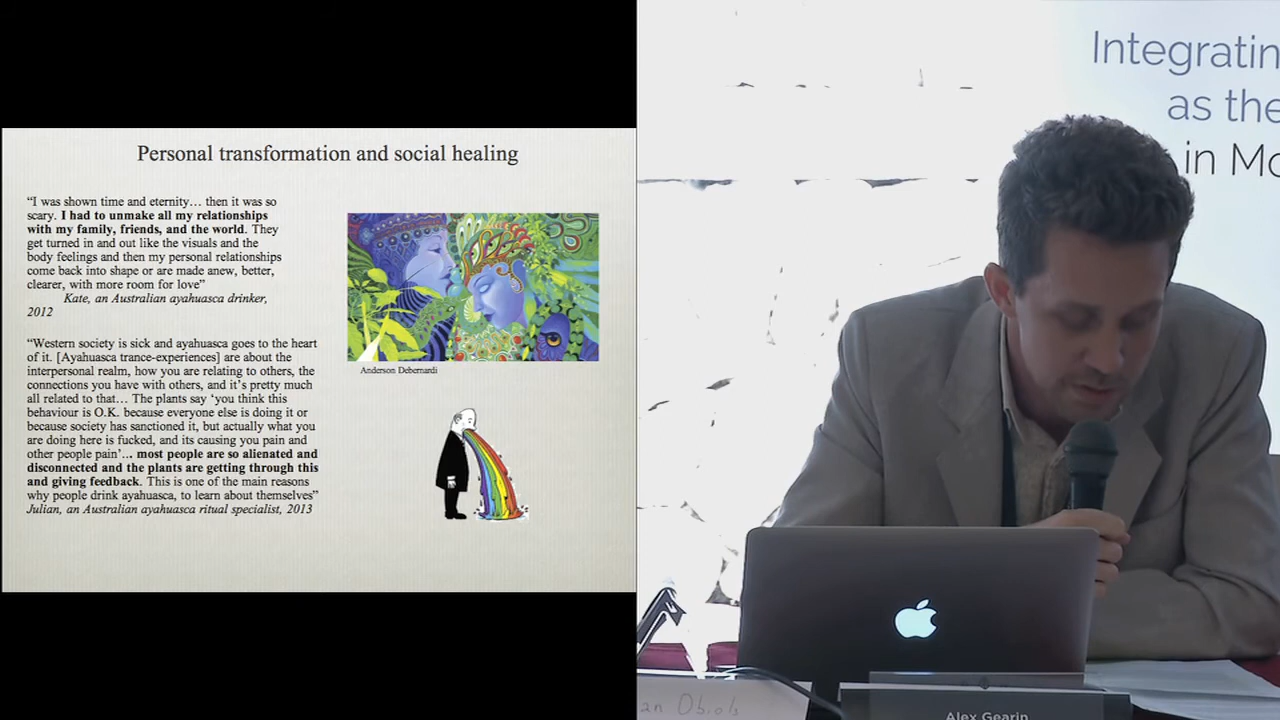 Personal transformation and social healing
“I was shown time and eternity… then it was so
scary. I had to unmake all my relationships
with my family, friends, and the world. They
get turned in and out like the visuals and the
body feelings and then my personal relationships
come back into shape or are made anew, better,
clearer, with more room for love”
Kate, an Australian ayahuasca drinker,
2012
“Western society is sick and ayahuasca goes to the heart
of it. [Ayahuasca trance-experiences] are about the
interpersonal realm, how you are relating to others, the
connections you have with others, and it’s pretty much
all related to that… The plants say ‘you think this
behaviour is O.K. because everyone else is doing it or
because society has sanctioned it, but actually what you
are doing here is fucked, and its causing you pain and
other people pain’... most people are so alienated and
disconnected and the plants are getting through this
and giving feedback. This is one of the main reasons
why people drink ayahuasca, to learn about themselves”
Julian, an Australian ayahuasca ritual specialist, 2013
Anderson Debernardi
Integratin
as the
in Mo
an Obiols
Alex Gearin